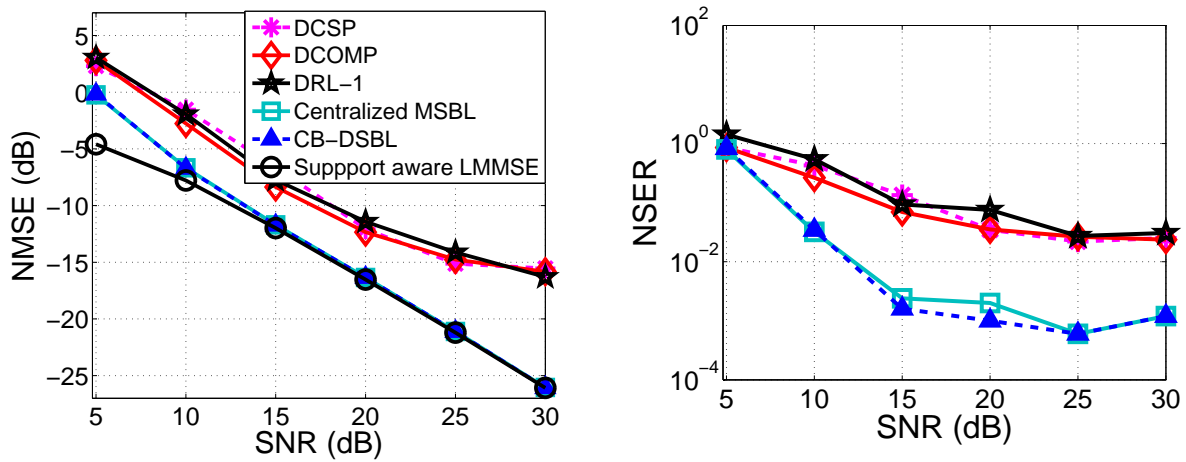 5
0
−5
−10
−15
−20
−25
NMSE (dB)
5 10 15 20 25 30
SNR (dB)
DCSP
DCOMP
DRL−1
Centralized MSBL
CB−DSBL
Suppport aware LMMSE
10^2
10^0
10^−2
10^−4
NSER
5 10 15 20 25 30
SNR (dB)